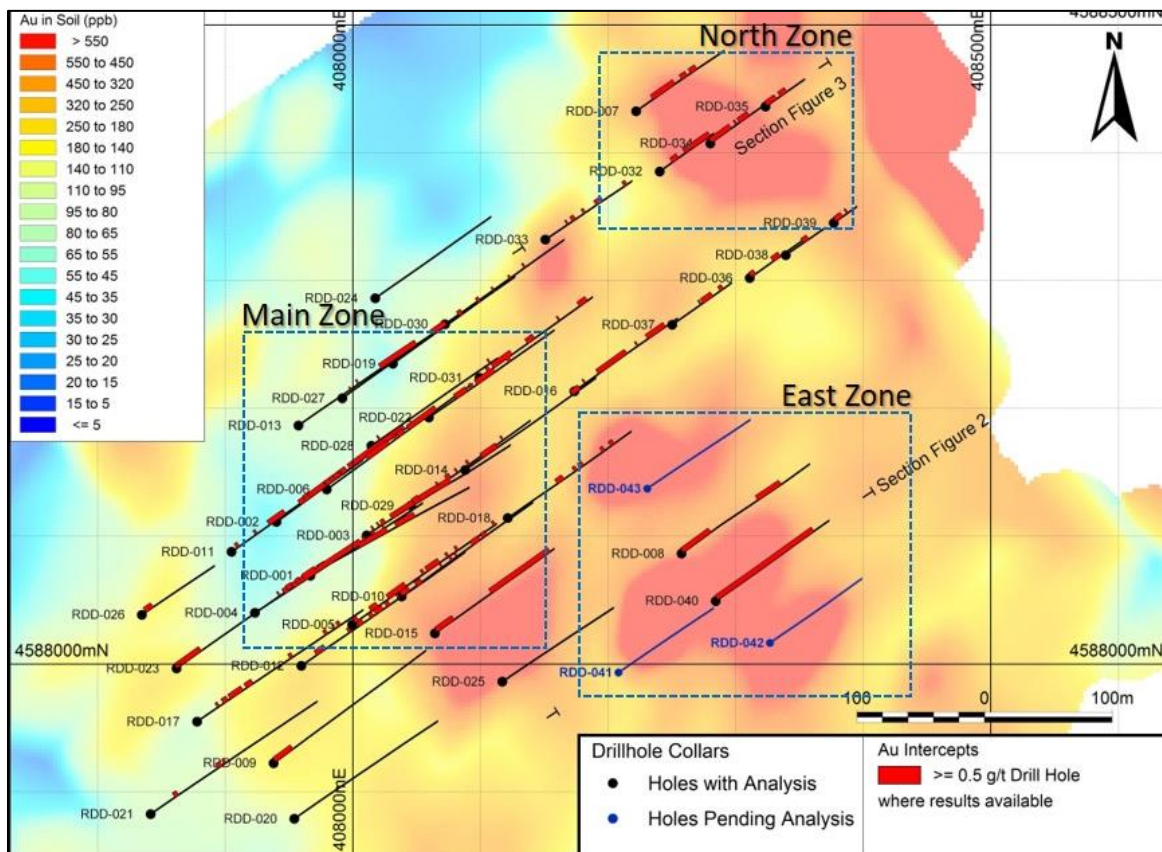 Au in Soil (ppb)
> 550
550 to 450
450 to 320
320 to 250
250 to 180
180 to 140
140 to 110
110 to 95
95 to 80
80 to 65
65 to 55
55 to 45
45 to 35
35 to 30
30 to 25
25 to 20
20 to 15
15 to 5
<= 5
408000mE
408500mE
4588500mN
North Zone
N
RDD-007
RDD-035
Section Figure 3
RDD-034
RDD-032
RDD-039
RDD-033
RDD-038
RDD-036
RDD-024
RDD-030
RDD-037
Main Zone
RDD-019
RDD-031
RDD-016
RDD-027
East Zone
RDD-022
RDD-013
RDD-028
Section Figure 2
RDD-014
RDD-006
RDD-043
RDD-029
RDD-002
RDD-018
RDD-003
RDD-011
RDD-008
RDD-001
RDD-010
RDD-040
RDD-026
RDD-004
RDD-005
RDD-015
RDD-042
4588000mN
4588000mN
RDD-023
RDD-012
RDD-041
RDD-025
100 0 100m
RDD-017
RDD-009
RDD-021
RDD-020
408000mE
Drillhole Collars
Holes with Analysis
Holes Pending Analysis
Au Intercepts
>= 0.5 g/t Drill Hole
where results available